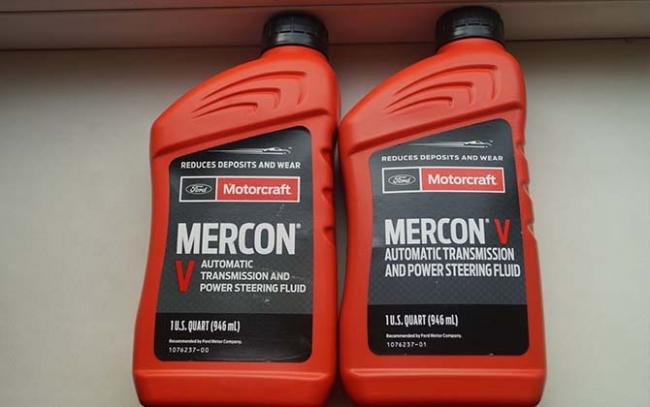 REDUCES DEPOSITS AND WEAR
Ford Motorcraft
MERCON®
V AUTOMATIC
TRANSMISSION AND
POWER STEERING FLUID
1 U.S. QUART (946 mL)
Recommended by Ford Motor Company.
1076237-00
REDUCES DEPOSITS AND WEAR
Ford Motorcraft
MERCON® V
AUTOMATIC TRANSMISSION
AND POWER STEERING FLUID
1 U.S. QUART (946 mL)
Recommended by Ford Motor Company.
1076237-01